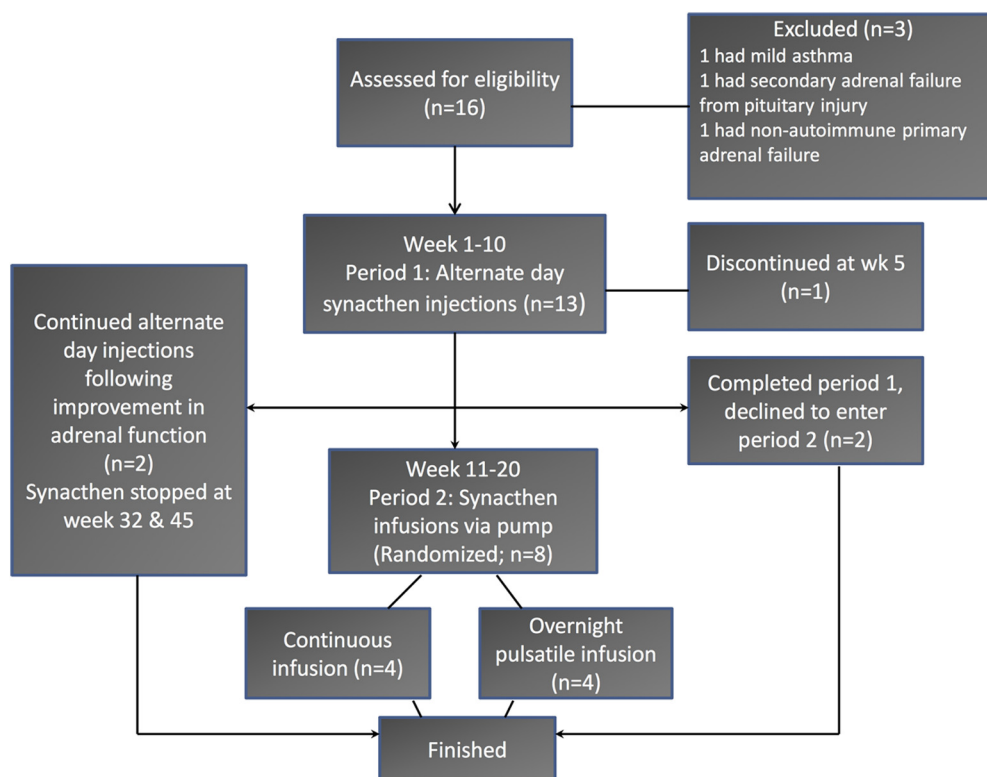 Assessed for eligibility
(n=16)
Excluded (n=3)
1 had mild asthma
1 had secondary adrenal failure
from pituitary injury
1 had non-autoimmune primary
adrenal failure
Week 1-10
Period 1: Alternate day
synacthen injections (n=13)
Discontinued at wk 5
(n=1)
Continued alternate
day injections
following
improvement in
adrenal function
(n=2)
Synacthen stopped at
week 32 & 45
Completed period 1,
declined to enter
period 2 (n=2)
Week 11-20
Period 2: Synacthen
infusions via pump
(Randomized; n=8)
Continuous
infusion (n=4)
Overnight
pulsatile infusion
(n=4)
Finished